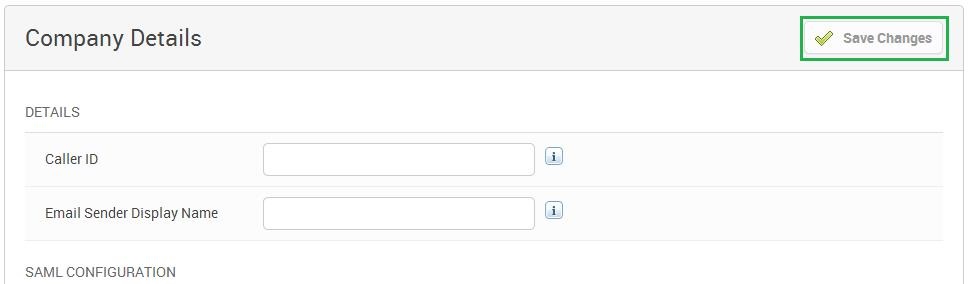 Company Details
Save Changes
DETAILS
Caller ID
i
Email Sender Display Name
i
SAML CONFIGURATION